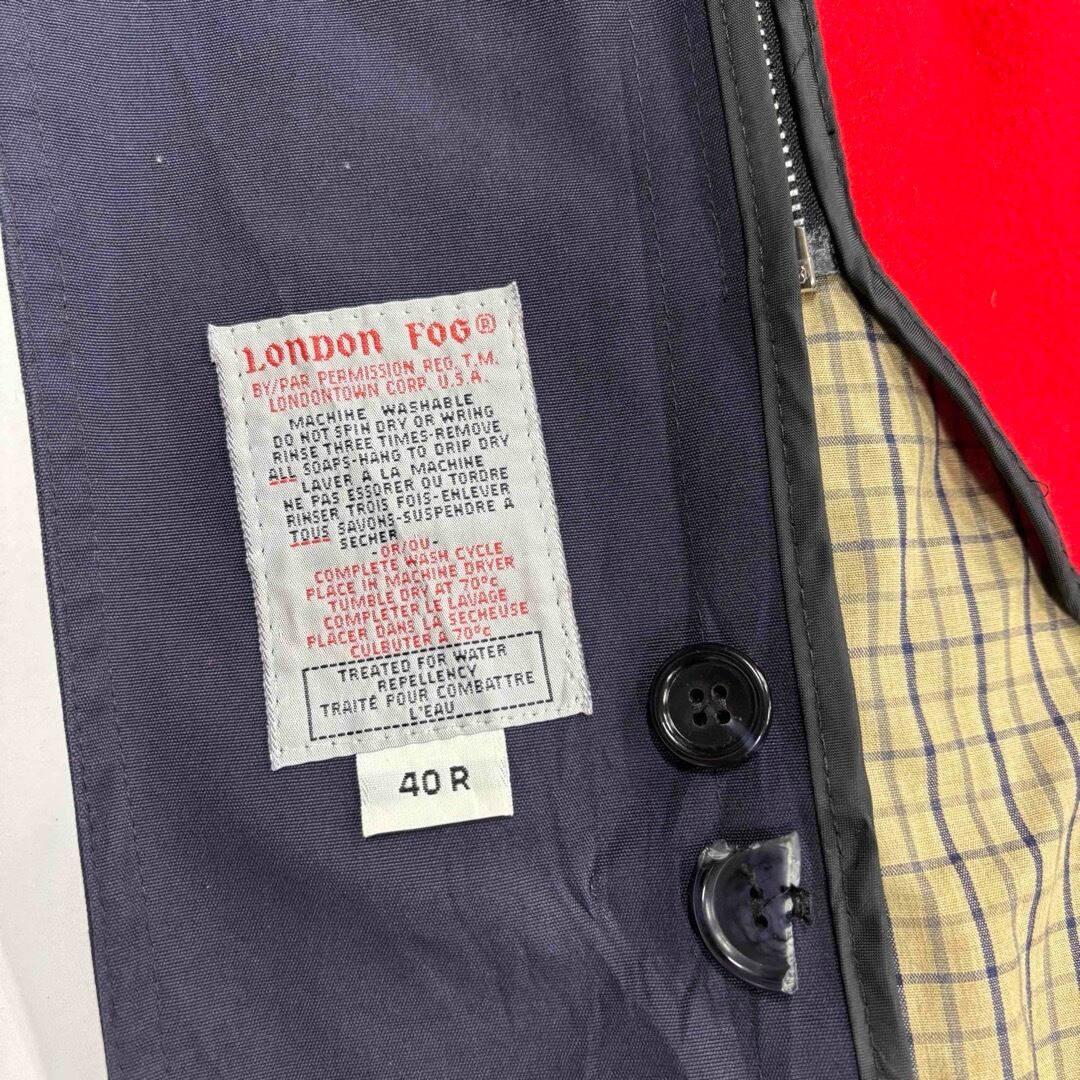 LONDON FOG®
BY/PAR PERMISSION REG. T.M.
LONDONTOWN CORP. U.S.A.
MACHINE WASHABLE
DO NOT SPIN DRY OR WRING
RINSE THREE TIMES-REMOVE
ALL SOAPS-HANG TO DRIP DRY
LAVER A LA MACHINE
NE PAS ESSORER OU TORDRE
RINSER TROIS FOIS-ENLEVER
TOUS SAVONS-SUSPENDRE A
SECHER
-OR/OU-
COMPLETE WASH CYCLE
PLACE IN MACHINE DRYER
TUMBLE DRY AT 70°C
COMPLETER LE LAVAGE
PLACER DANS LA SECHEUSE
CULBUTER A 70°C
TREATED FOR WATER
REPELLENCY
TRAITÉ POUR COMBATTRE
L'EAU
40 R